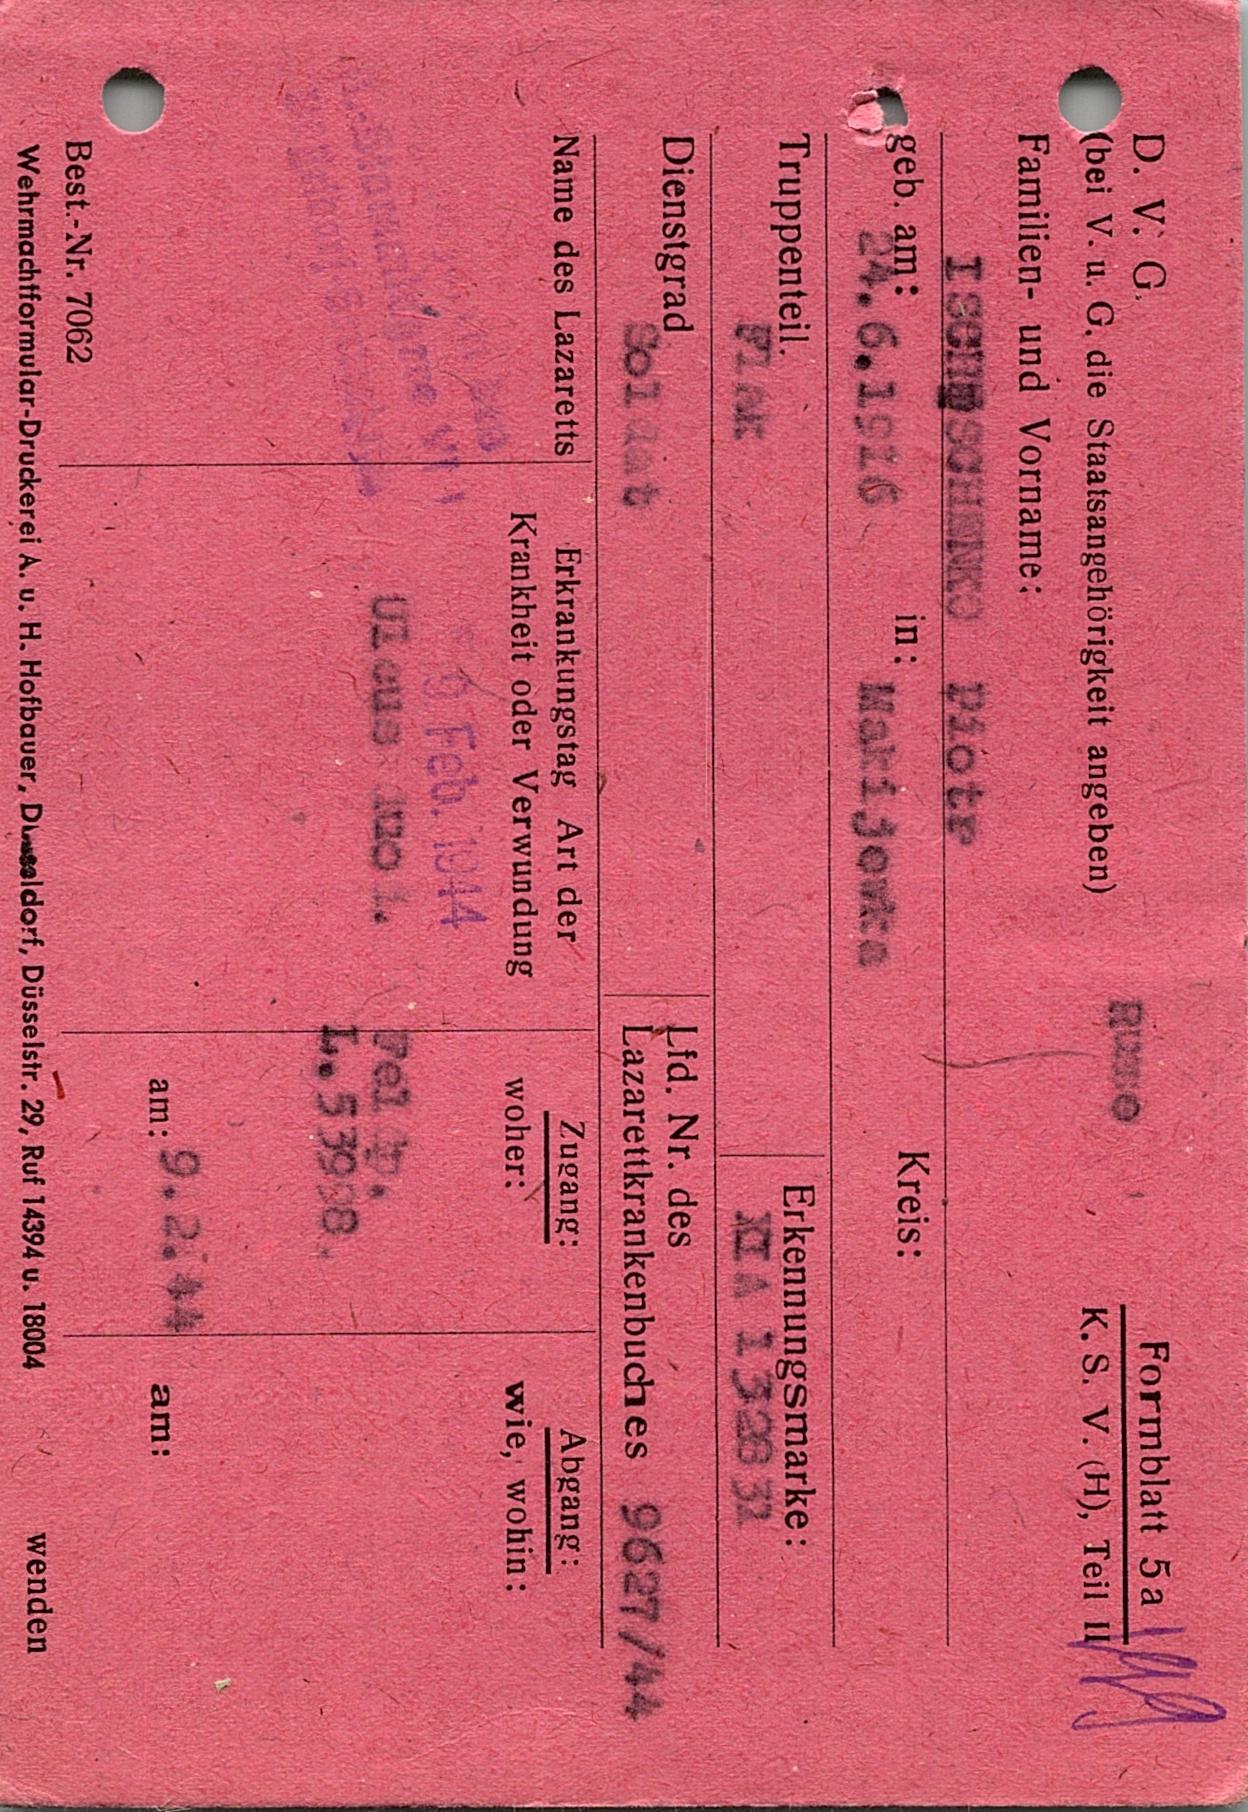 D. V. G.
Formblatt 5a
(bei V. u. G. die Staatsangehörigkeit angeben)
K. S. V. (H), Teil II
Familien- und Vorname:
Piotr
geb. am: 24.6.1916 in: Makijowka Kreis:
Truppenteil. Flak Erkennungsmarke:
XII A
Dienstgrad Soldat Lfd. Nr. des
Lazarettkrankenbuches 9627/44
Name des Lazaretts
Erkrankungstag Art der
Krankheit oder Verwundung
Zugang:
woher:
Abgang:
wie, wohin:
9. Feb. 1944
Ulcus duo i.
L.
am: 9.2.44
am:
Best.-Nr. 7062
Wehrmachtformular-Druckerei A. u. H. Hofbauer, Düsseldorf, Düsselstr. 29, Ruf 14394 u. 18004
wenden